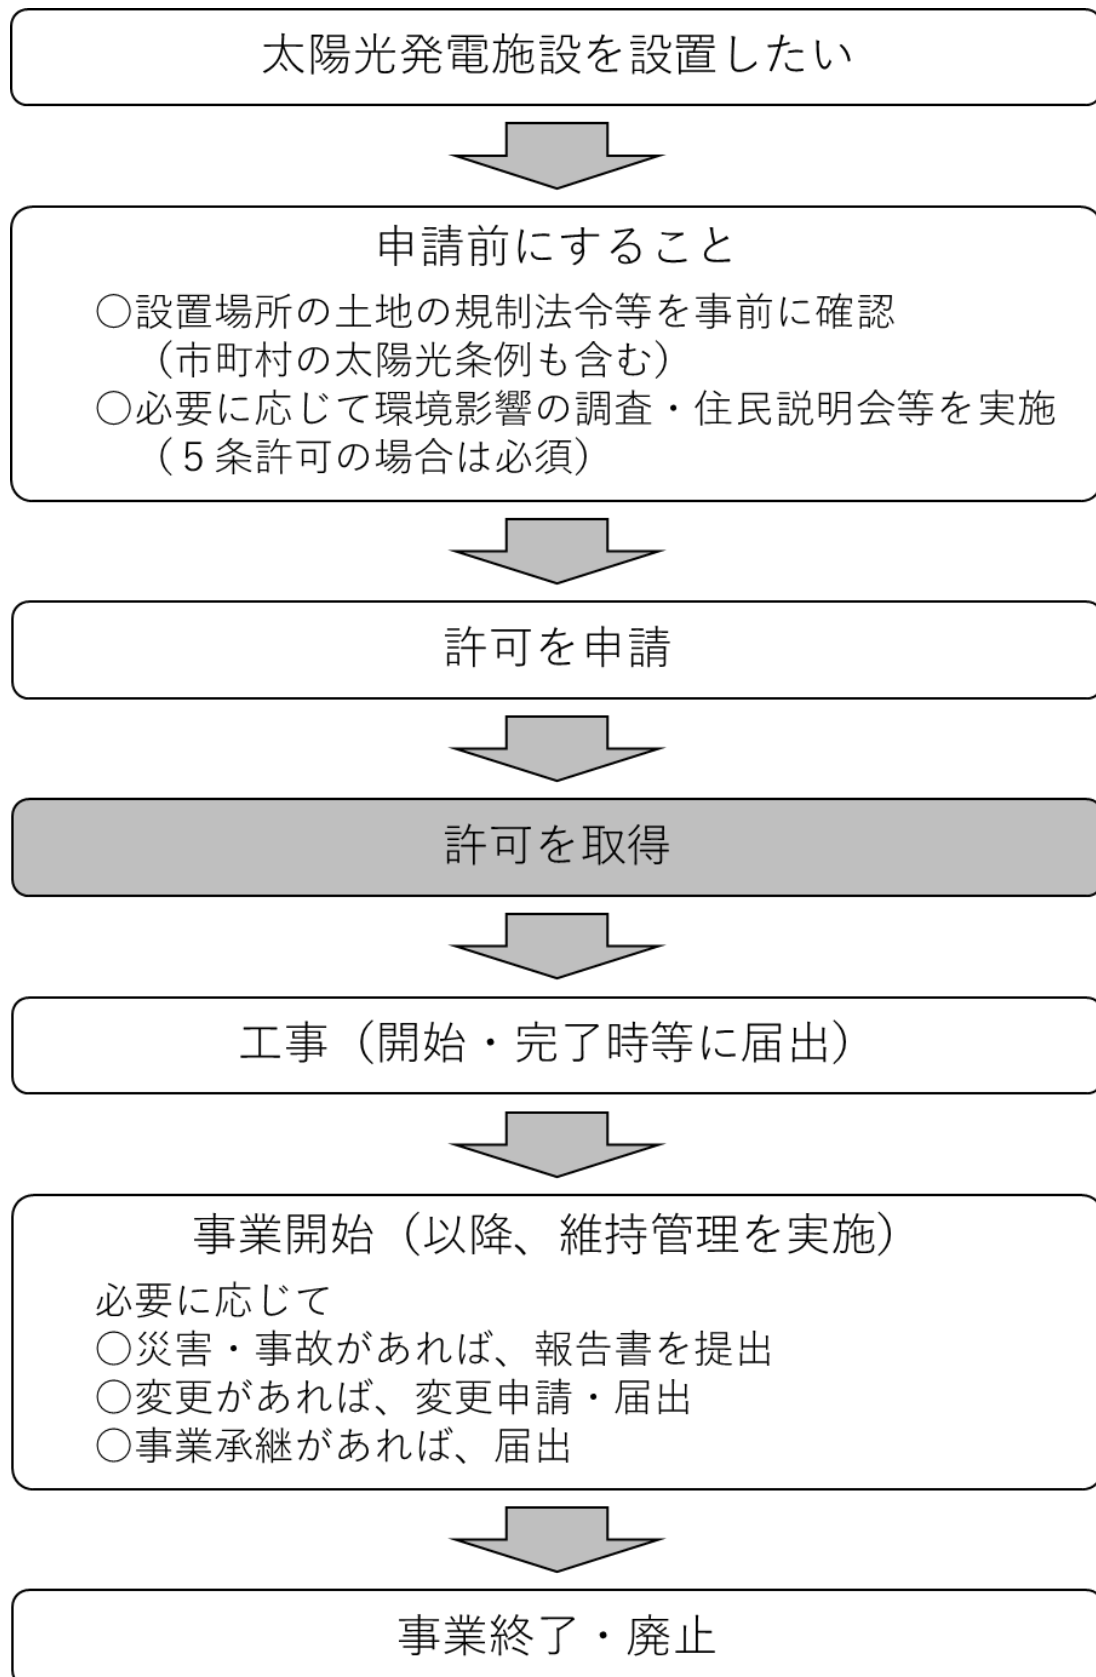 太陽光発電施設を設置したい
申請前にすること
○設置場所の土地の規制法令等を事前に確認
（市町村の太陽光条例も含む）
○必要に応じて環境影響の調査・住民説明会等を実施
（５条許可の場合は必須）
許可を申請
許可を取得
工事（開始・完了時等に届出）
事業開始（以降、維持管理を実施）
必要に応じて
○災害・事故があれば、報告書を提出
○変更があれば、変更申請・届出
○事業承継があれば、届出
事業終了・廃止